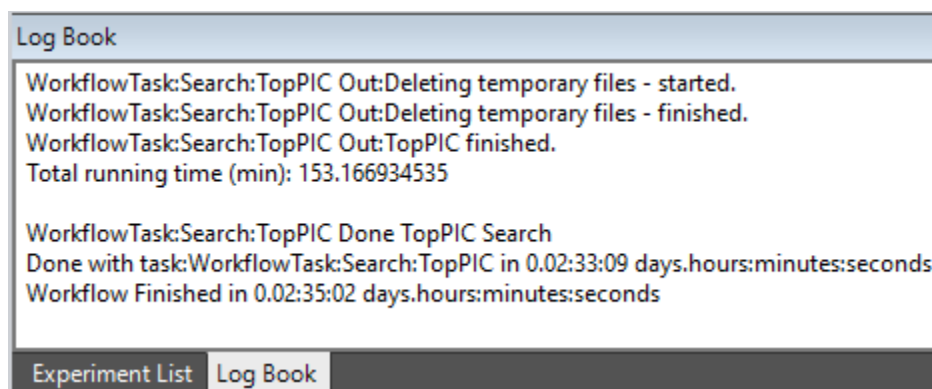 Log Book
WorkflowTask:Search:TopPIC Out:Deleting temporary files - started.
WorkflowTask:Search:TopPIC Out:Deleting temporary files - finished.
WorkflowTask:Search:TopPIC Out:TopPIC finished.
Total running time (min): 153.166934535
WorkflowTask:Search:TopPIC Done TopPIC Search
Done with task:WorkflowTask:Search:TopPIC in 0.02:33:09 days.hours:minutes:seconds
Workflow Finished in 0.02:35:02 days.hours:minutes:seconds
Experiment List Log Book